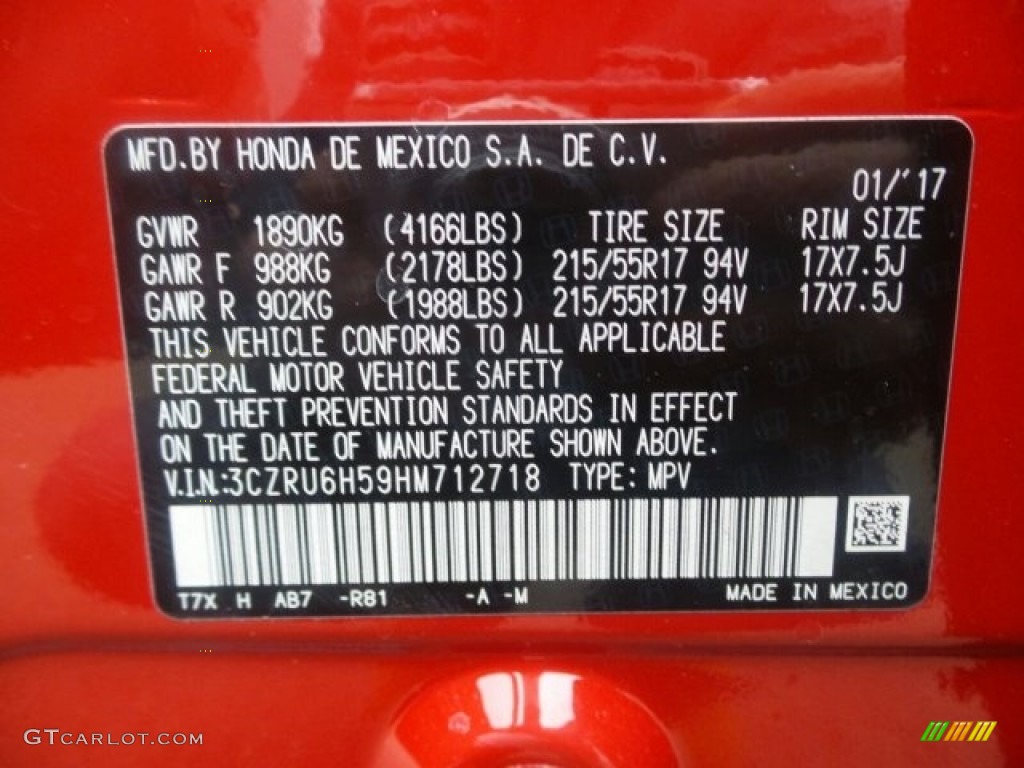 MFD.BY HONDA DE MEXICO S.A. DE C.V.
01/'17
GVWR 1890KG (4166LBS) TIRE SIZE RIM SIZE
GAWR F 988KG (2178LBS) 215/55R17 94V 17X7.5J
GAWR R 902KG (1988LBS) 215/55R17 94V 17X7.5J
THIS VEHICLE CONFORMS TO ALL APPLICABLE
FEDERAL MOTOR VEHICLE SAFETY
AND THEFT PREVENTION STANDARDS IN EFFECT
ON THE DATE OF MANUFACTURE SHOWN ABOVE.
V.I.N.:3CZRU6H59HM712718 TYPE: MPV
T7X H AB7 -R81 -A -M MADE IN MEXICO
GTCARLOT.COM